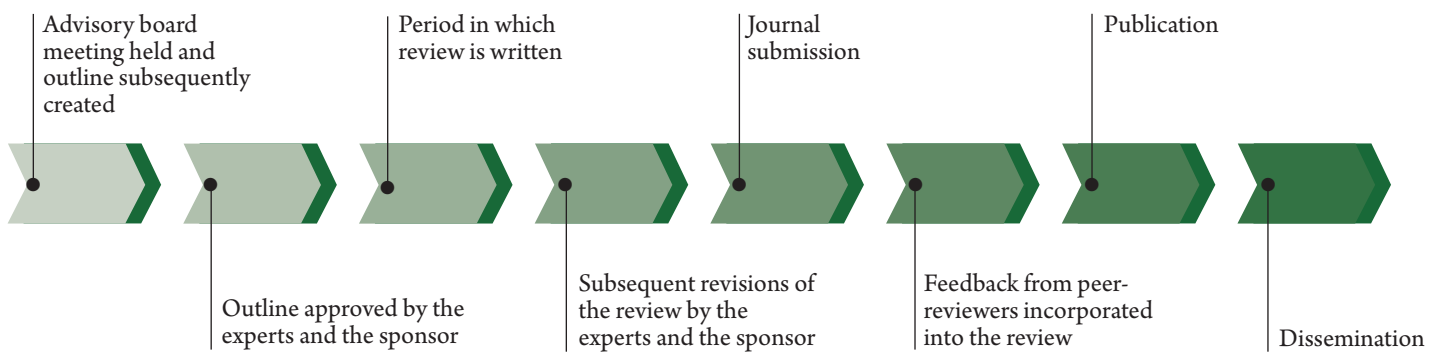 Advisory board
meeting held and
outline subsequently
created
Outline approved by the
experts and the sponsor
Period in which
review is written
Subsequent revisions of
the review by the
experts and the sponsor
Journal
submission
Feedback from peer-
reviewers incorporated
into the review
Publication
Dissemination